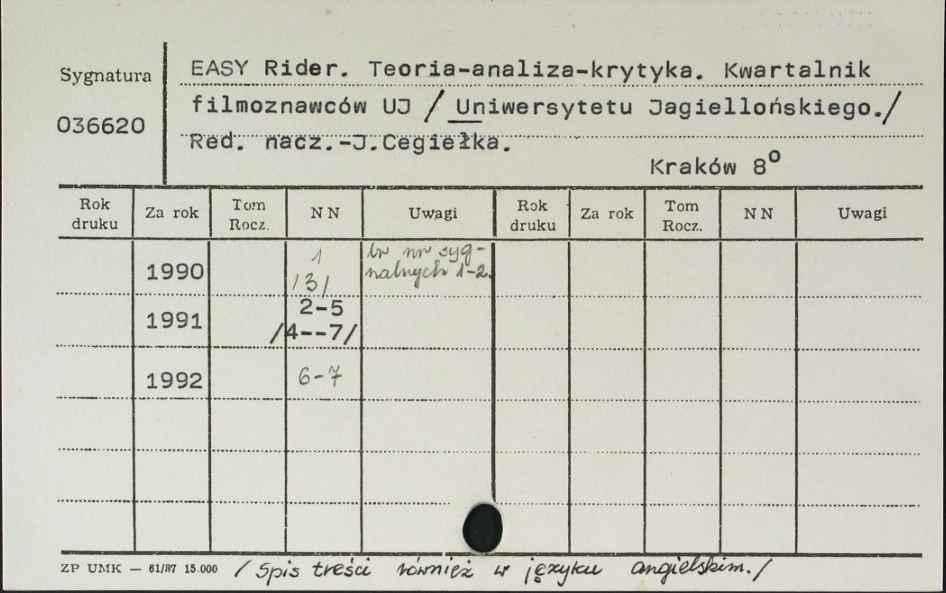 Sygnatura
036620
EASY Rider. Teoria-analiza-krytyka. Kwartalnik
filmoznawców UJ / Uniwersytetu Jagiellońskiego./
Red. nacz.-J.Cegiełka.
Kraków 8º
Rok druku Za rok Tom Rocz. NN Uwagi Rok druku Za rok Tom Rocz. NN Uwagi
1990 1 /3/ br nr syg-
nalnych 1-2.
1991 2-5
/4--7/
1992 6-7
ZP UMK — 61/87 15.000 /Spis treści również w języku angielskim./